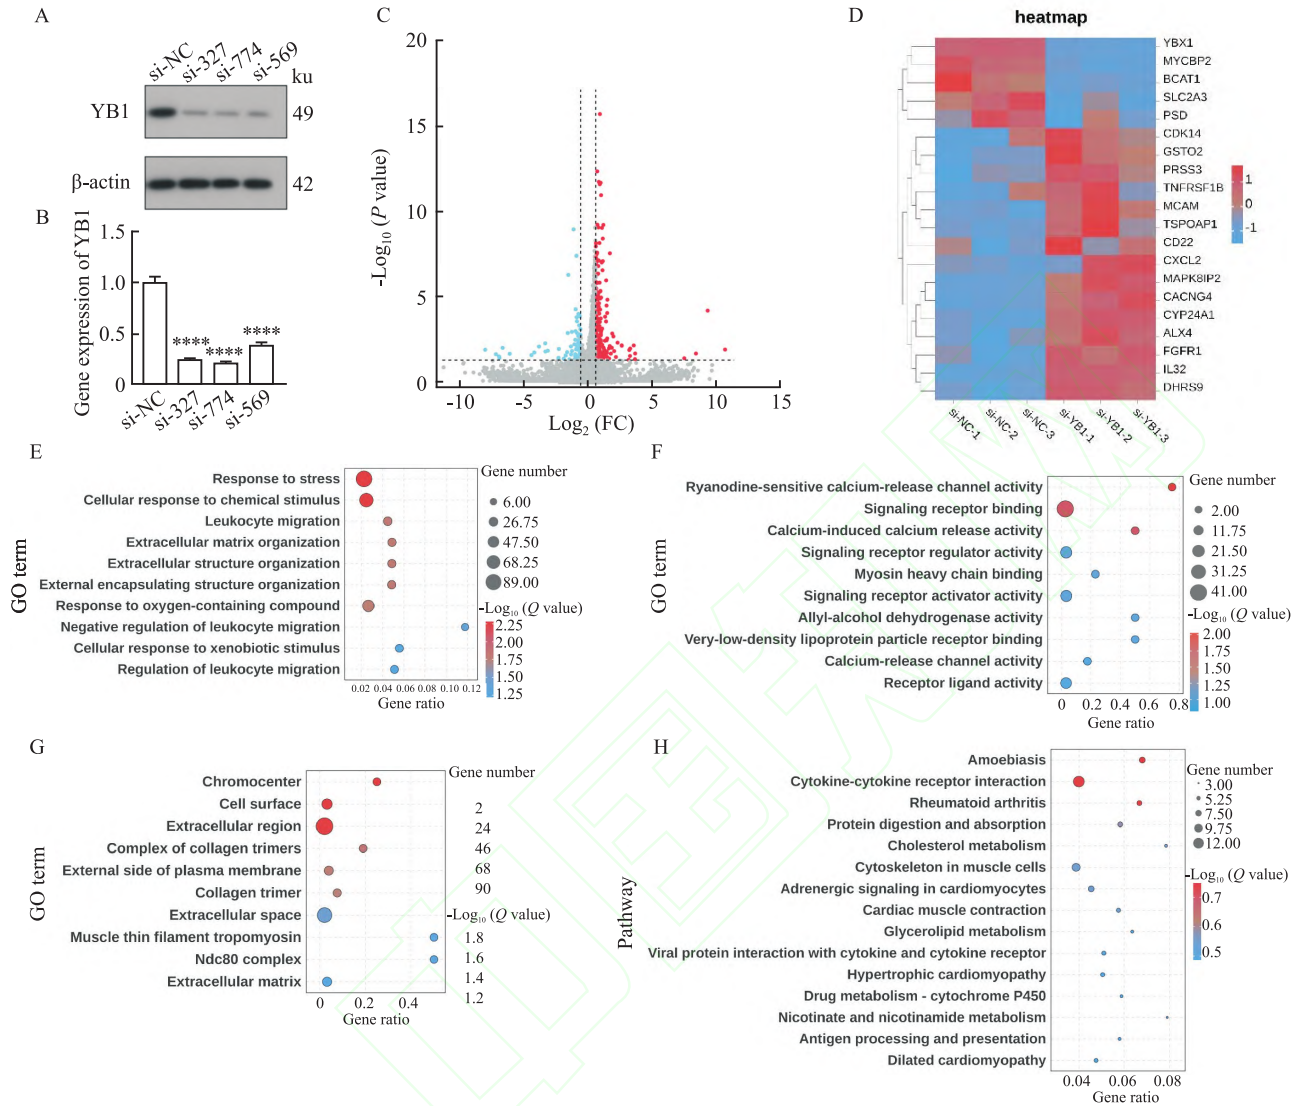 A
si-NC
si-327
si-774
si-569
ku
YB1
49
β-actin
42
B
Gene expression of YB1
1.5
1.0
0.5
0
****
****
****
si-NC
si-327
si-774
si-569
C
-Log10 (P value)
20
15
10
5
0
-10
-5
0
5
10
15
Log2 (FC)
D
heatmap
YBX1
MYCBP2
BCAT1
SLC2A3
PSD
CDK14
GSTO2
PRSS3
TNFRSF1B
MCAM
TSPOAP1
CD22
CXCL2
MAPK8IP2
CACNG4
CYP24A1
ALX4
FGFR1
IL32
DHRS9
1
0
-1
si-NC-1
si-NC-2
si-NC-3
si-YB1-1
si-YB1-2
si-YB1-3
E
GO term
Response to stress
Cellular response to chemical stimulus
Leukocyte migration
Extracellular matrix organization
Extracellular structure organization
External encapsulating structure organization
Response to oxygen-containing compound
Negative regulation of leukocyte migration
Cellular response to xenobiotic stimulus
Regulation of leukocyte migration
0.02 0.04 0.06 0.08 0.10 0.12
Gene ratio
Gene number
6.00
26.75
47.50
68.25
89.00
-Log10 (Q value)
2.25
2.00
1.75
1.50
1.25
F
GO term
Ryanodine-sensitive calcium-release channel activity
Signaling receptor binding
Calcium-induced calcium release activity
Signaling receptor regulator activity
Myosin heavy chain binding
Signaling receptor activator activity
Allyl-alcohol dehydrogenase activity
Very-low-density lipoprotein particle receptor binding
Calcium-release channel activity
Receptor ligand activity
0 0.2 0.4 0.6 0.8
Gene ratio
Gene number
2.00
11.75
21.50
31.25
41.00
-Log10 (Q value)
2.00
1.75
1.50
1.25
1.00
G
GO term
Chromocenter
Cell surface
Extracellular region
Complex of collagen trimers
External side of plasma membrane
Collagen trimer
Extracellular space
Muscle thin filament tropomyosin
Ndc80 complex
Extracellular matrix
0 0.2 0.4
Gene ratio
Gene number
2
24
46
68
90
-Log10 (Q value)
1.8
1.6
1.4
1.2
H
Pathway
Amoebiasis
Cytokine-cytokine receptor interaction
Rheumatoid arthritis
Protein digestion and absorption
Cholesterol metabolism
Cytoskeleton in muscle cells
Adrenergic signaling in cardiomyocytes
Cardiac muscle contraction
Glycerolipid metabolism
Viral protein interaction with cytokine and cytokine receptor
Hypertrophic cardiomyopathy
Drug metabolism - cytochrome P450
Nicotinate and nicotinamide metabolism
Antigen processing and presentation
Dilated cardiomyopathy
0.04 0.06 0.08
Gene ratio
Gene number
3.00
5.25
7.50
9.75
12.00
-Log10 (Q value)
0.7
0.6
0.5